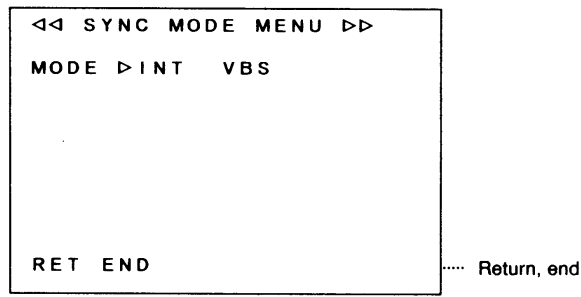 ◁◁ SYNC MODE MENU ▷▷
MODE ▷INT VBS
RET END ····· Return, end